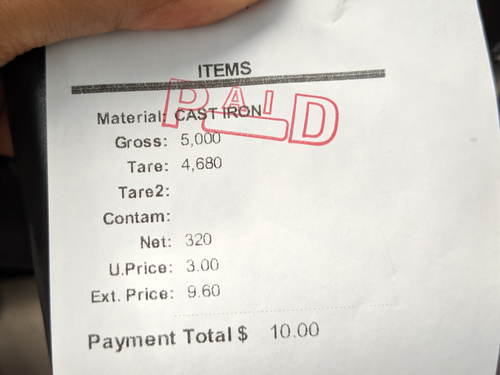 ITEMS
PAID
Material: CAST IRON
Gross: 5,000
Tare: 4,680
Tare2:
Contam:
Net: 320
U.Price: 3.00
Ext. Price: 9.60
Payment Total $ 10.00